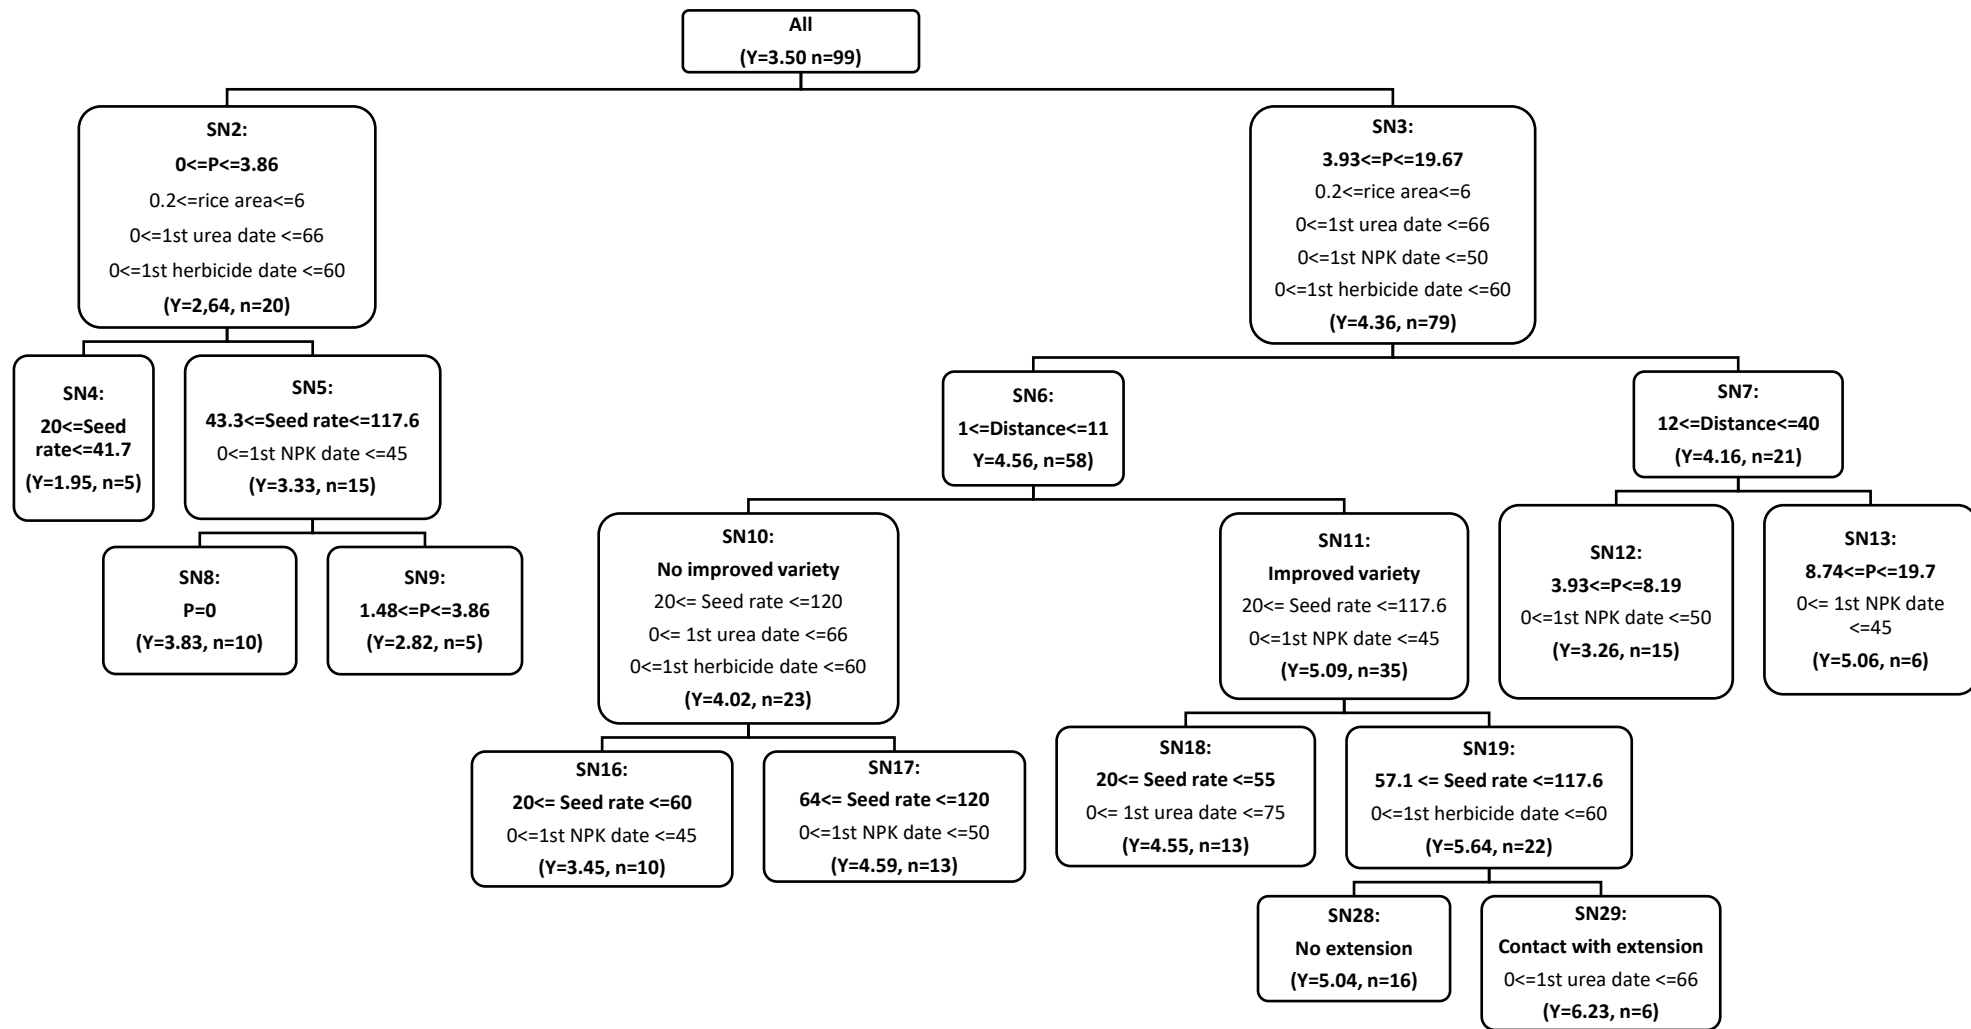 All
(Y=3.50 n=99)
SN2:
0<=P<=3.86
0.2<=rice area<=6
0<=1st urea date <=66
0<=1st herbicide date <=60
(Y=2,64, n=20)
SN3:
3.93<=P<=19.67
0.2<=rice area<=6
0<=1st urea date <=66
0<=1st NPK date <=50
0<=1st herbicide date <=60
(Y=4.36, n=79)
SN4:
20<=Seed
rate<=41.7
(Y=1.95, n=5)
SN5:
43.3<=Seed rate<=117.6
0<=1st NPK date <=45
(Y=3.33, n=15)
SN6:
1<=Distance<=11
Y=4.56, n=58)
SN7:
12<=Distance<=40
(Y=4.16, n=21)
SN8:
P=0
(Y=3.83, n=10)
SN9:
1.48<=P<=3.86
(Y=2.82, n=5)
SN10:
No improved variety
20<= Seed rate <=120
0<= 1st urea date <=66
0<=1st herbicide date <=60
(Y=4.02, n=23)
SN11:
Improved variety
20<= Seed rate <=117.6
0<=1st NPK date <=45
(Y=5.09, n=35)
SN12:
3.93<=P<=8.19
0<=1st NPK date <=50
(Y=3.26, n=15)
SN13:
8.74<=P<=19.7
0<= 1st NPK date
<=45
(Y=5.06, n=6)
SN16:
20<= Seed rate <=60
0<=1st NPK date <=45
(Y=3.45, n=10)
SN17:
64<= Seed rate <=120
0<=1st NPK date <=50
(Y=4.59, n=13)
SN18:
20<= Seed rate <=55
0<= 1st urea date <=75
(Y=4.55, n=13)
SN19:
57.1 <= Seed rate <=117.6
0<=1st herbicide date <=60
(Y=5.64, n=22)
SN28:
No extension
(Y=5.04, n=16)
SN29:
Contact with extension
0<=1st urea date <=66
(Y=6.23, n=6)